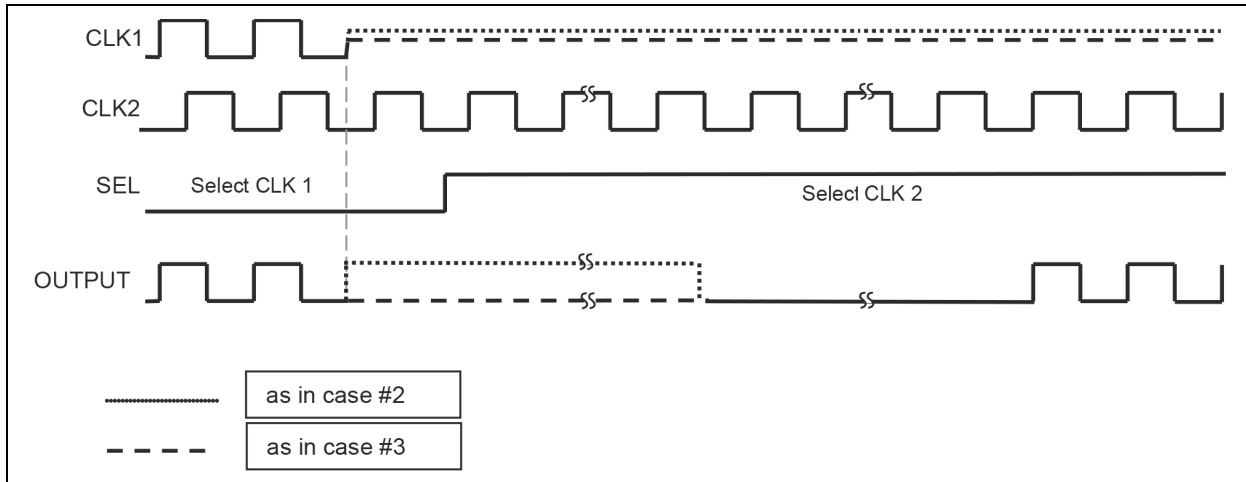 CLK1
CLK2
SEL Select CLK 1 Select CLK 2
OUTPUT
as in case #2
as in case #3